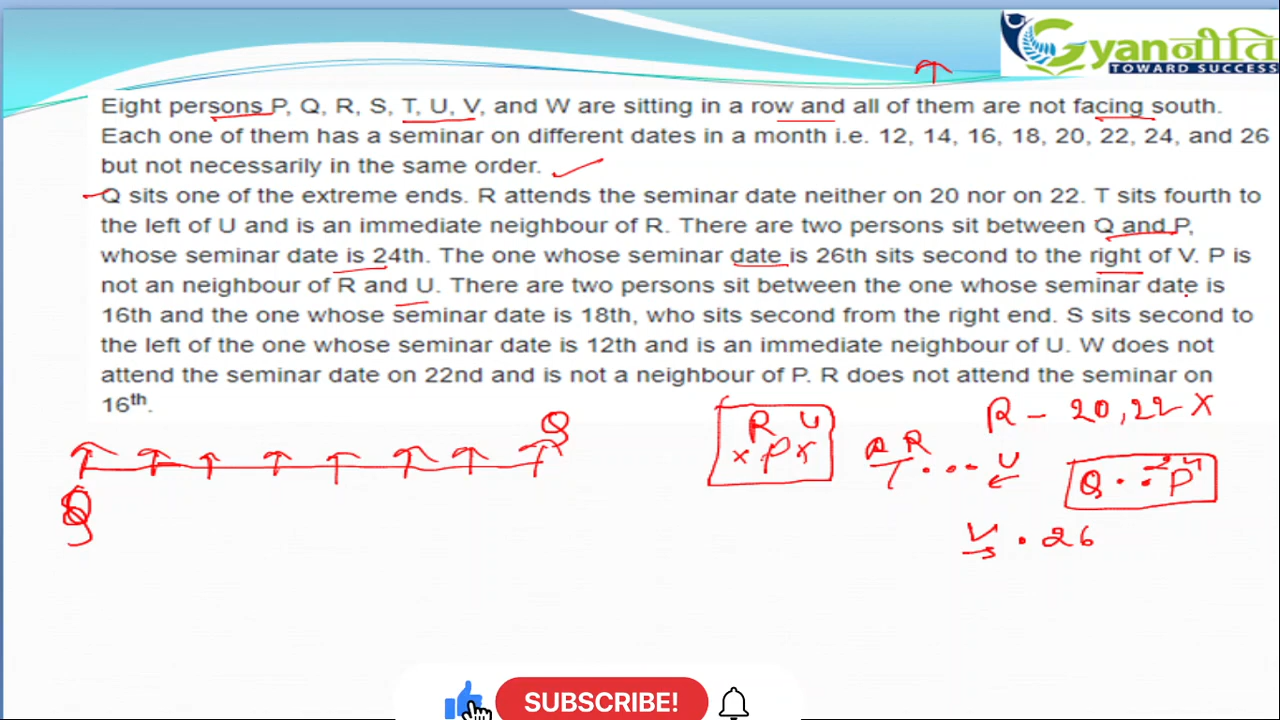 Gyanनीति
TOWARD SUCCESS
Eight persons P, Q, R, S, T, U, V, and W are sitting in a row and all of them are not facing south.
Each one of them has a seminar on different dates in a month i.e. 12, 14, 16, 18, 20, 22, 24, and 26
but not necessarily in the same order.
Q sits one of the extreme ends. R attends the seminar date neither on 20 nor on 22. T sits fourth to
the left of U and is an immediate neighbour of R. There are two persons sit between Q and P,
whose seminar date is 24th. The one whose seminar date is 26th sits second to the right of V. P is
not an neighbour of R and U. There are two persons sit between the one whose seminar date is
16th and the one whose seminar date is 18th, who sits second from the right end. S sits second to
the left of the one whose seminar date is 12th and is an immediate neighbour of U. W does not
attend the seminar date on 22nd and is not a neighbour of P. R does not attend the seminar on
16th.
R - 20, 22 X
Q
R U
x P x
R R
T . . . U
Q . . P 24
V . 26
Q
SUBSCRIBE!